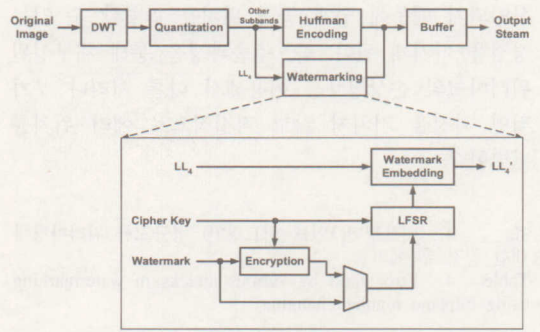 Original Image
DWT
Quantization
Other Subbands
Huffman Encoding
Buffer
Output Steam
LL4
Watermarking
LL4
Watermark Embedding
LL4'
Cipher Key
LFSR
Watermark
Encryption